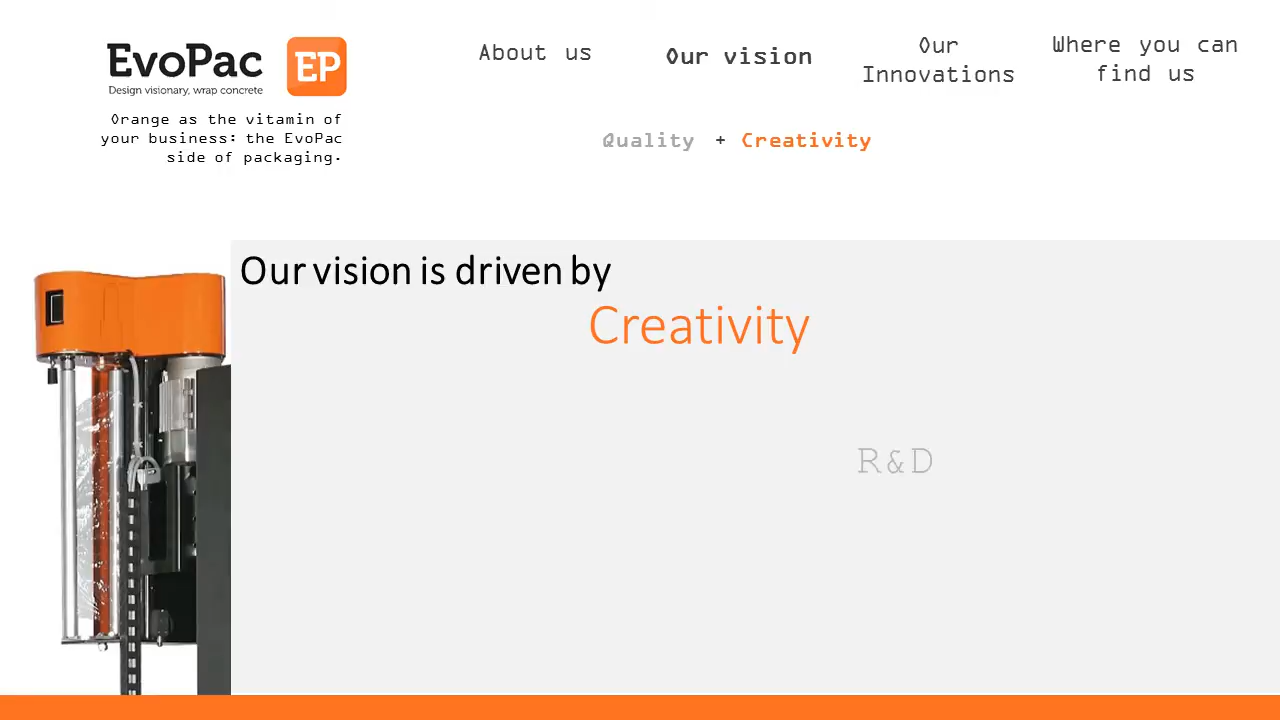 EvoPac
EP
Design visionary, wrap concrete
Orange as the vitamin of
your business: the EvoPac
side of packaging.
About us
Our vision
Our
Innovations
Where you can
find us
Quality + Creativity
Our vision is driven by
Creativity
R&D